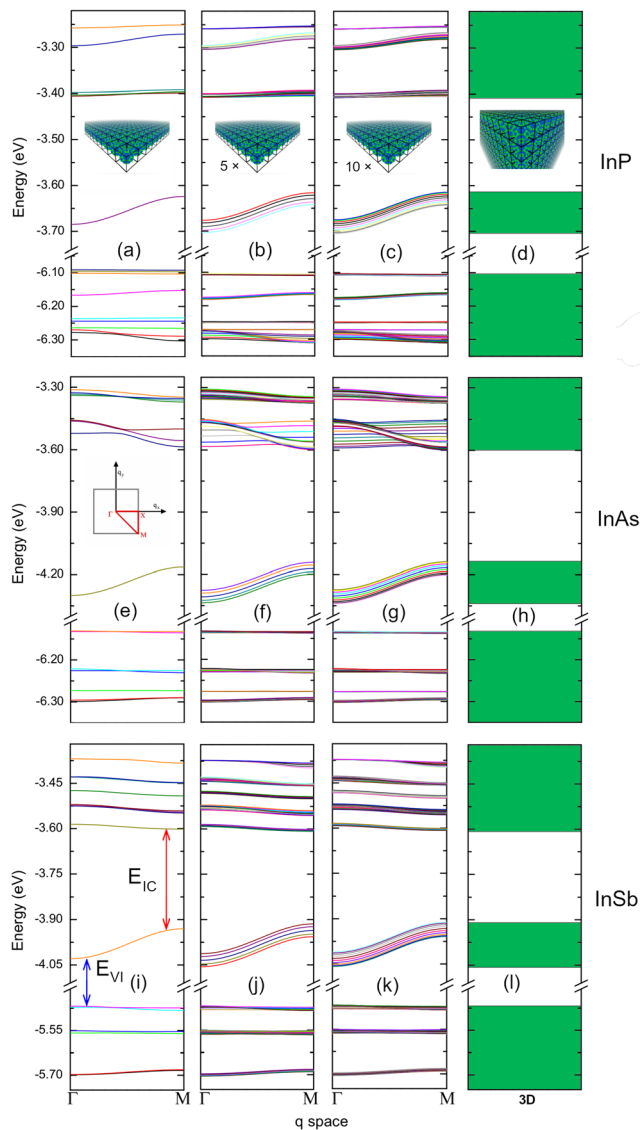 -3.30
-3.40
-3.50
-3.60
-3.70
-6.10
-6.20
-6.30
Energy (eV)
5 ×
10 ×
(a)
(b)
(c)
(d)
InP
-3.30
-3.60
-3.90
-4.20
-6.20
-6.30
Energy (eV)
q_y
q_x
Γ
X
M
(e)
(f)
(g)
(h)
InAs
-3.45
-3.60
-3.75
-3.90
-4.05
-5.55
-5.70
Energy (eV)
E_IC
E_VI
(i)
(j)
(k)
(l)
InSb
Γ M Γ M Γ M 3D
q space